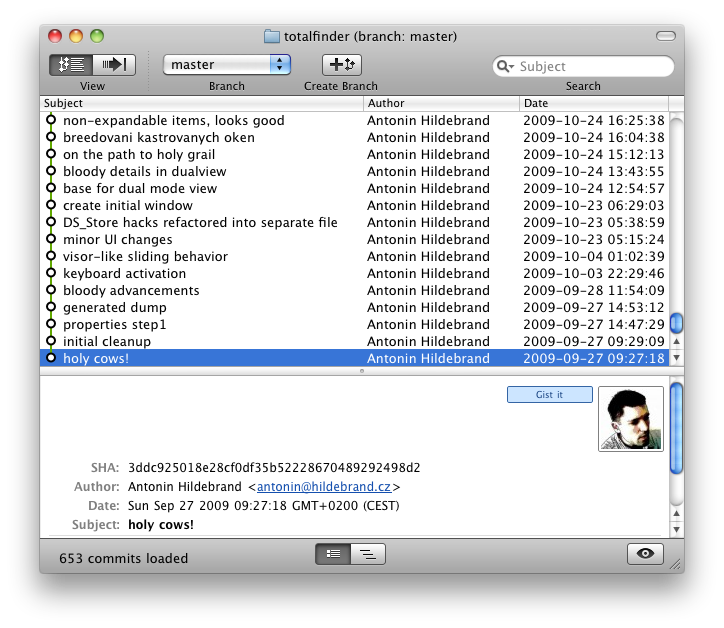 totalfinder (branch: master)
master
Subject
View
Branch
Create Branch
Search
Subject Author Date
non-expandable items, looks good Antonin Hildebrand 2009-10-24 16:25:38
breedovani kastrovanych oken Antonin Hildebrand 2009-10-24 16:04:38
on the path to holy grail Antonin Hildebrand 2009-10-24 15:12:13
bloody details in dualview Antonin Hildebrand 2009-10-24 13:43:55
base for dual mode view Antonin Hildebrand 2009-10-24 12:54:57
create initial window Antonin Hildebrand 2009-10-23 06:29:03
DS_Store hacks refactored into separate file Antonin Hildebrand 2009-10-23 05:38:59
minor UI changes Antonin Hildebrand 2009-10-23 05:15:24
visor-like sliding behavior Antonin Hildebrand 2009-10-04 01:02:39
keyboard activation Antonin Hildebrand 2009-10-03 22:29:46
bloody advancements Antonin Hildebrand 2009-09-28 11:54:09
generated dump Antonin Hildebrand 2009-09-27 14:53:12
properties step1 Antonin Hildebrand 2009-09-27 14:47:29
initial cleanup Antonin Hildebrand 2009-09-27 09:29:09
holy cows! Antonin Hildebrand 2009-09-27 09:27:18
Gist it
SHA: 3ddc925018e28cf0df35b52228670489292498d2
Author: Antonin Hildebrand <antonin@hildebrand.cz>
Date: Sun Sep 27 2009 09:27:18 GMT+0200 (CEST)
Subject: holy cows!
653 commits loaded